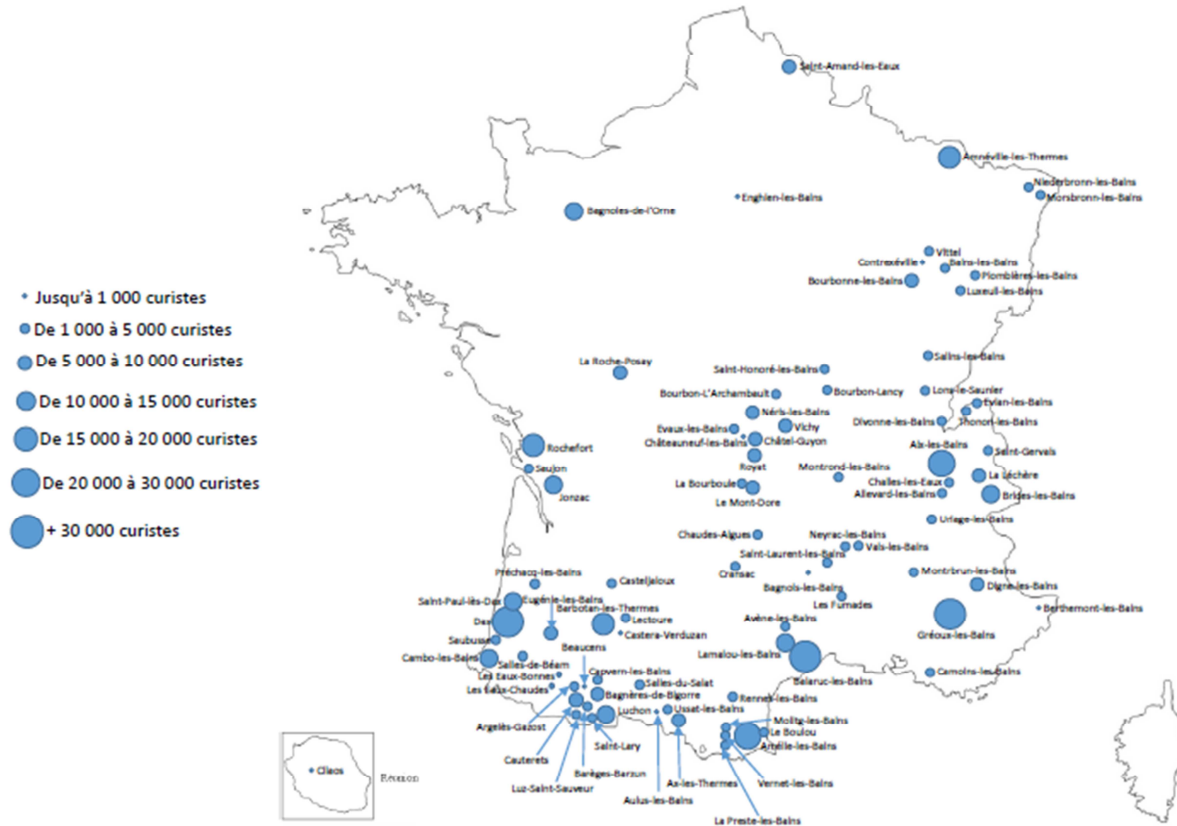 Saint-Amand-les-Eaux
Amnéville-les-Thermes
Niederbronn-les-Bains
Morsbronn-les-Bains
Enghien-les-Bains
Bagnoles-de-l'Orne
Vittel
Contrexéville
Bains-les-Bains
Plombières-les-Bains
Bourbonne-les-Bains
Luxeuil-les-Bains
Jusqu'à 1 000 curistes
De 1 000 à 5 000 curistes
De 5 000 à 10 000 curistes
De 10 000 à 15 000 curistes
De 15 000 à 20 000 curistes
De 20 000 à 30 000 curistes
+ 30 000 curistes
Salins-les-Bains
La Roche-Posay
Saint-Honoré-les-Bains
Bourbon-L'Archambault
Bourbon-Lancy
Lons-le-Saunier
Evian-les-Bains
Néris-les-Bains
Divonne-les-Bains
Thonon-les-Bains
Evaux-les-Bains
Vichy
Châteauneuf-les-Bains
Châtel-Guyon
Rochefort
Aix-les-Bains
Saint-Gervais
Royat
Saujon
Montrond-les-Bains
La Léchère
Jonzac
La Bourboule
Challes-les-Eaux
Le Mont-Dore
Allevard-les-Bains
Brides-les-Bains
Uriage-les-Bains
Chaudes-Aigues
Neyrac-les-Bains
Vals-les-Bains
Saint-Laurent-les-Bains
Cransac
Bagnols-les-Bains
Montrbrun-les-Bains
Digne-les-Bains
Préchacq-les-Bains
Casteljaloux
Les Fumades
Saint-Paul-lès-Dax
Eugénie-les-Bains
Barbotan-les-Thermes
Berthemont-les-Bains
Dax
Lectoure
Avène-les-Bains
Gréoux-les-Bains
Saubusse
Castera-Verduzan
Beaucens
Lamalou-les-Bains
Cambo-les-Bains
Salles-de-Béarn
Capvern-les-Bains
Balaruc-les-Bains
Camoins-les-Bains
Les Eaux-Bonnes
Salles-du-Salat
Les Eaux-Chaudes
Bagnères-de-Bigorre
Rennes-les-Bains
Luchon
Ussat-les-Bains
Argelès-Gazost
Molitg-les-Bains
Le Boulou
Saint-Lary
Amélie-les-Bains
Cauterets
Barèges-Barzun
Ax-les-Thermes
Vernet-les-Bains
Luz-Saint-Sauveur
Aulus-les-Bains
La Preste-les-Bains
Cilaos
Réunion